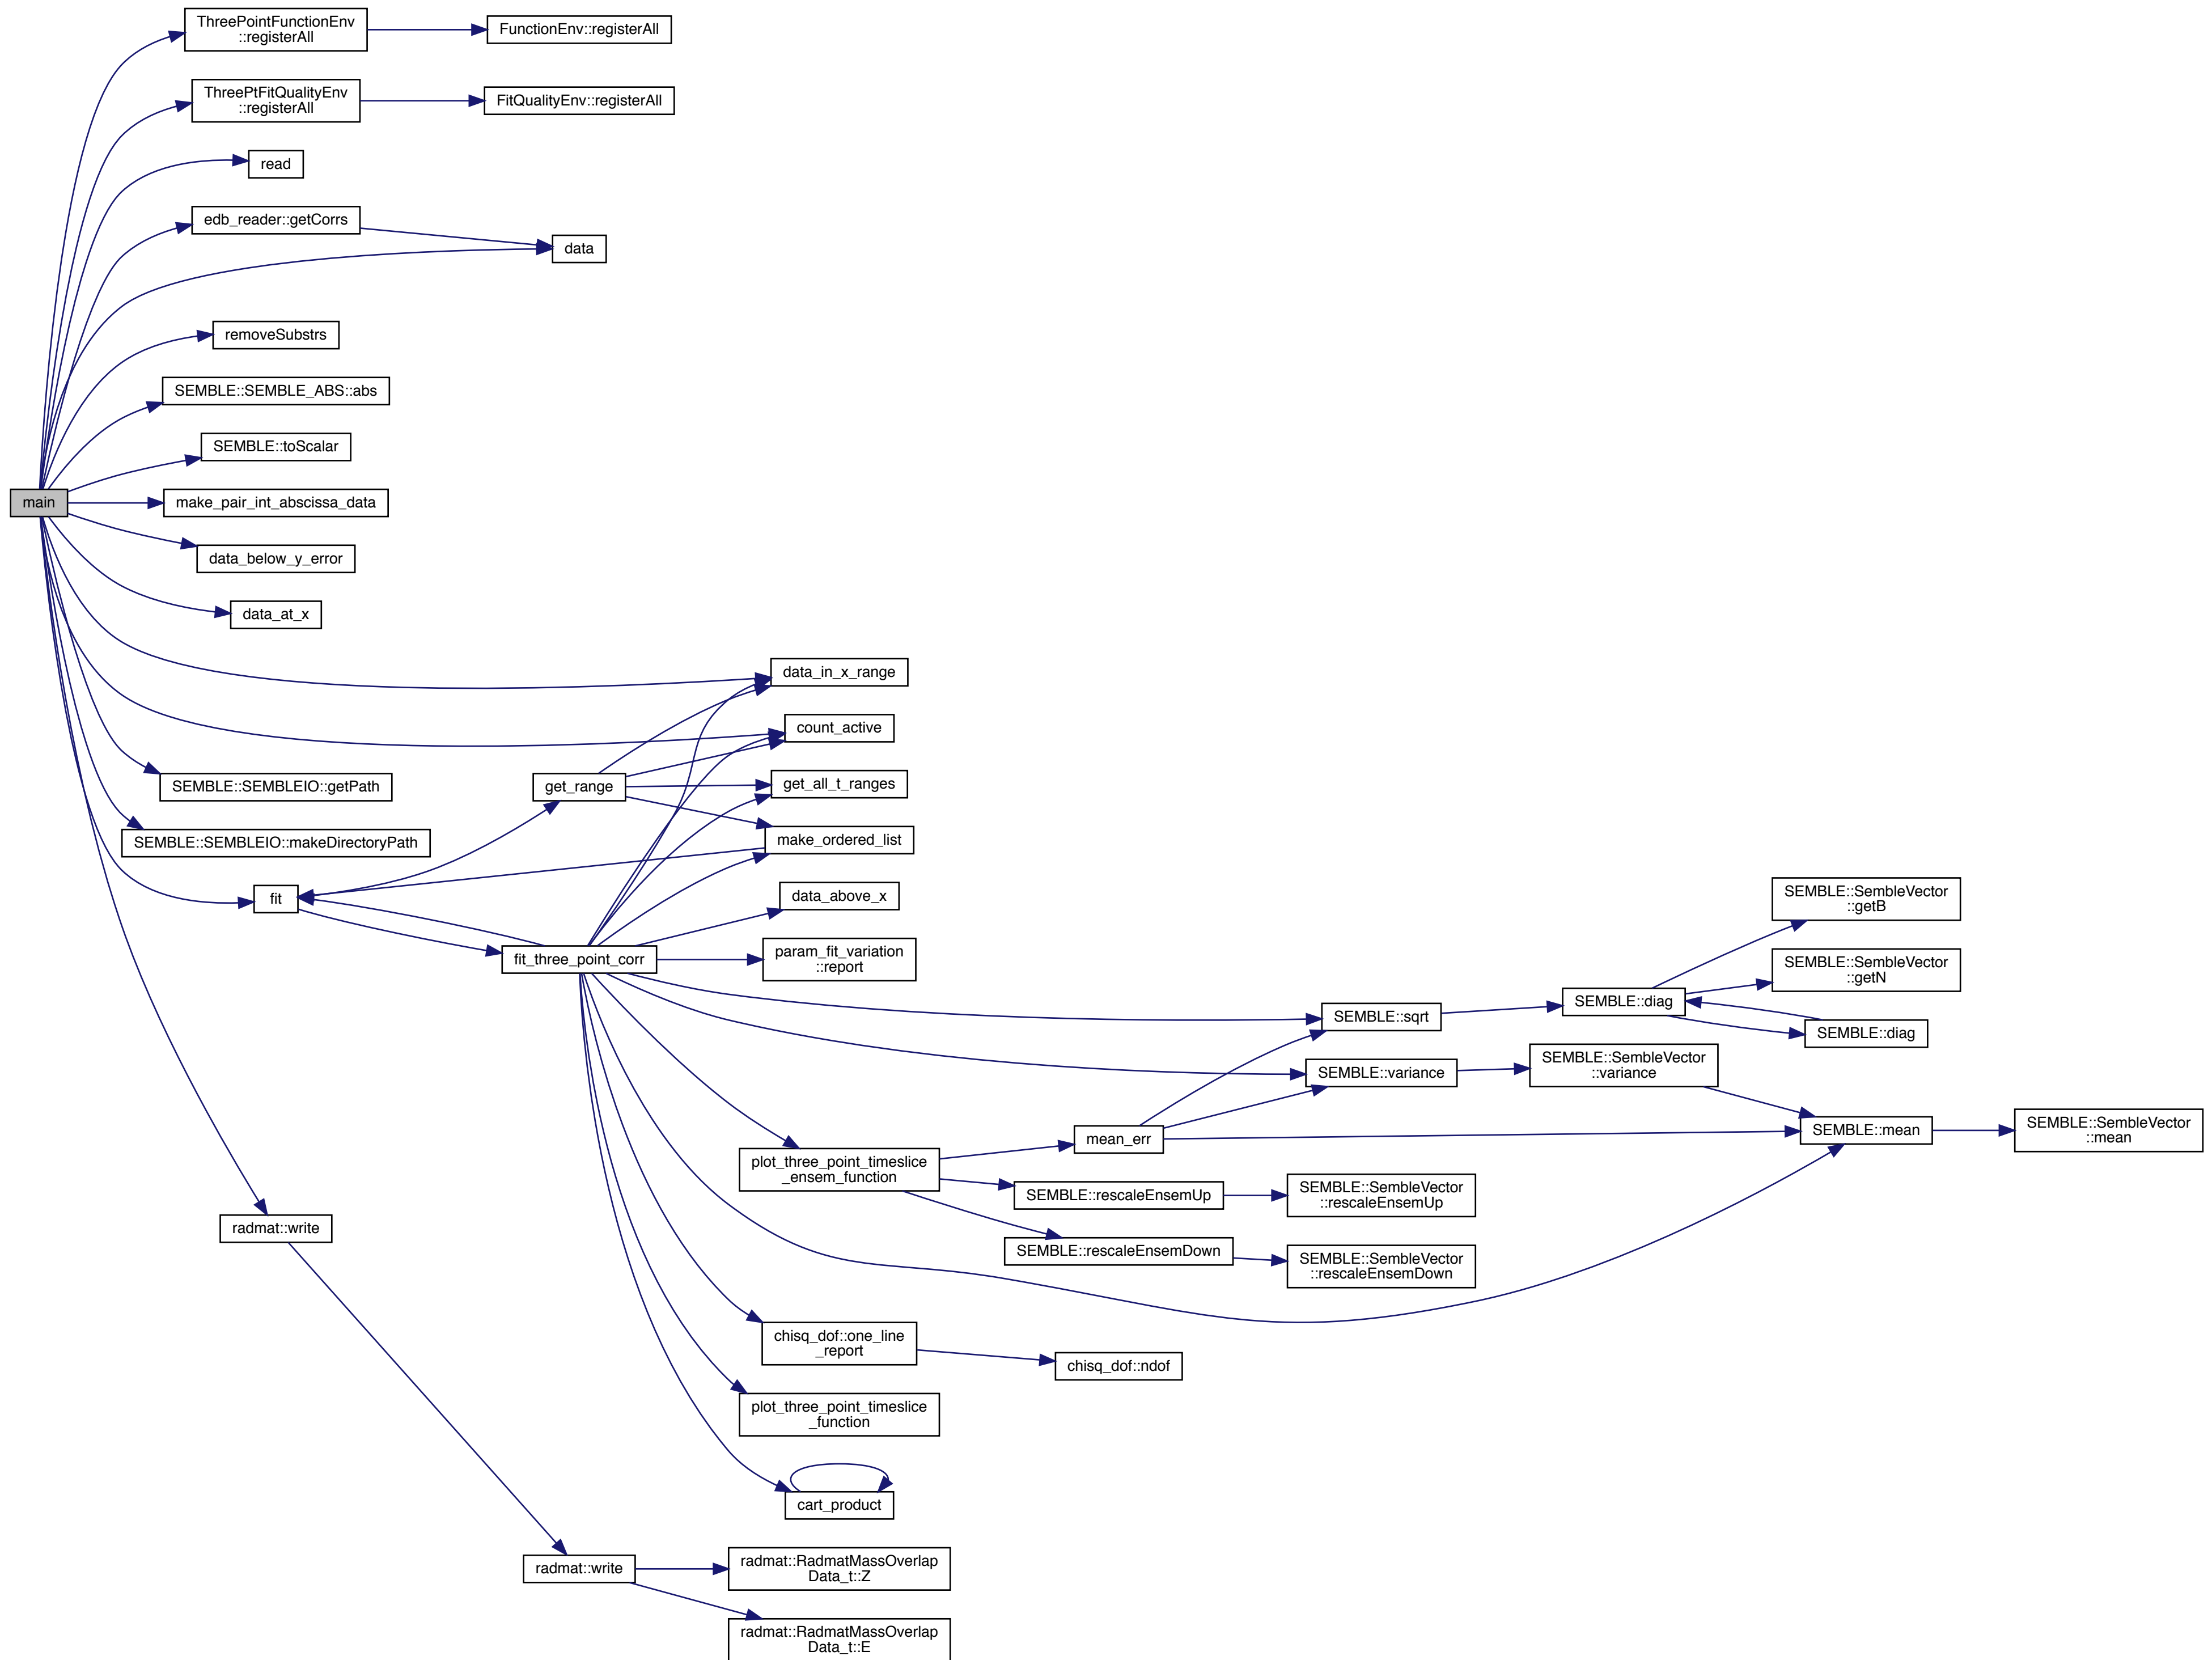 ThreePointFunctionEnv
::registerAll
FunctionEnv::registerAll
ThreePtFitQualityEnv
::registerAll
FitQualityEnv::registerAll
read
edb_reader::getCorrs
data
removeSubstrs
SEMBLE::SEMBLE_ABS::abs
SEMBLE::toScalar
main
make_pair_int_abscissa_data
data_below_y_error
data_at_x
data_in_x_range
count_active
SEMBLE::SEMBLEIO::getPath
get_range
get_all_t_ranges
SEMBLE::SEMBLEIO::makeDirectoryPath
make_ordered_list
fit
data_above_x
SEMBLE::SembleVector
::getB
fit_three_point_corr
param_fit_variation
::report
SEMBLE::SembleVector
::getN
SEMBLE::diag
SEMBLE::sqrt
SEMBLE::diag
SEMBLE::variance
SEMBLE::SembleVector
::variance
mean_err
SEMBLE::mean
SEMBLE::SembleVector
::mean
plot_three_point_timeslice
_ensem_function
SEMBLE::rescaleEnsemUp
SEMBLE::SembleVector
::rescaleEnsemUp
radmat::write
SEMBLE::rescaleEnsemDown
SEMBLE::SembleVector
::rescaleEnsemDown
chisq_dof::one_line
_report
chisq_dof::ndof
plot_three_point_timeslice
_function
cart_product
radmat::write
radmat::RadmatMassOverlap
Data_t::Z
radmat::RadmatMassOverlap
Data_t::E